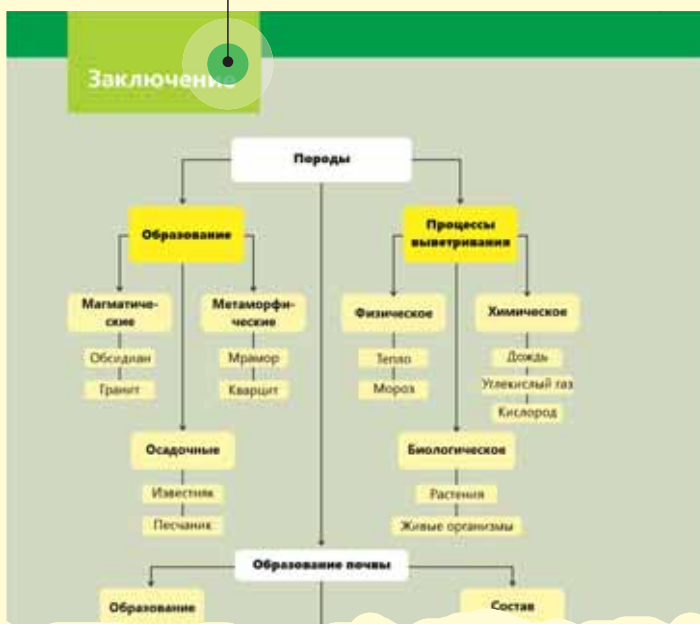 Заключение
Породы
Образование
Процессы
выветривания
Магматиче-
ские
Метаморфи-
ческие
Физическое
Химическое
Обсидиан
Гранит
Мрамор
Кварцит
Тепло
Мороз
Дождь
Углекислый газ
Кислород
Осадочные
Известняк
Песчаник
Биологическое
Растения
Живые организмы
Образование почвы
Образование
Состав